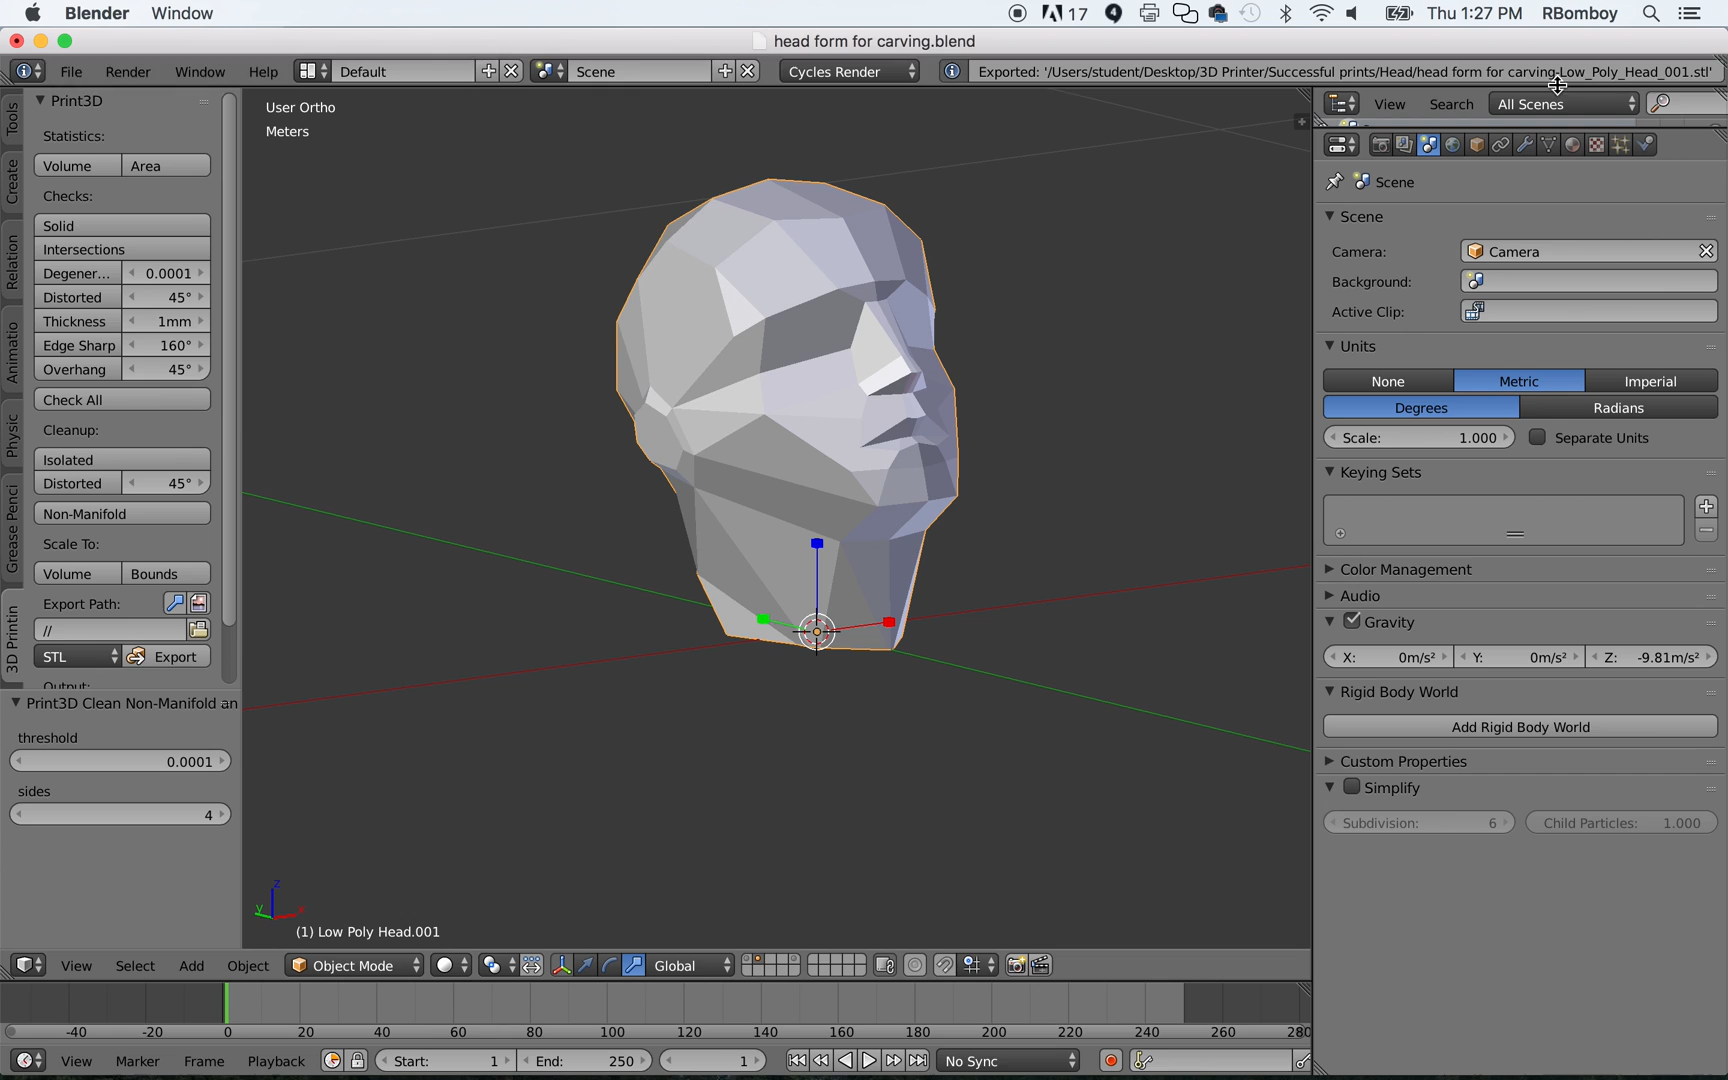 Blender Window 17 4 Thu 1:27 PM RBomboy
head form for carving.blend
File Render Window Help Default Scene Cycles Render Exported: '/Users/student/Desktop/3D Printer/Successful prints/Head/head form for carving-Low_Poly_Head_001.stl'
Tools
Create
Relation
Animatio
Physic
Grease Penci
3D Printin
Print3D
Statistics:
Volume Area
Checks:
Solid
Intersections
Degener... 0.0001
Distorted 45°
Thickness 1mm
Edge Sharp 160°
Overhang 45°
Check All
Cleanup:
Isolated
Distorted 45°
Non-Manifold
Scale To:
Volume Bounds
Export Path:
//
STL Export
Output:
Print3D Clean Non-Manifold an
threshold
0.0001
sides
4
User Ortho
Meters
z
y
x
(1) Low Poly Head.001
View Select Add Object Object Mode Global
-40 -20 0 20 40 60 80 100 120 140 160 180 200 220 240 260 280
View Marker Frame Playback Start: 1 End: 250 1 No Sync
View Search All Scenes
Scene
Scene
Camera: Camera
Background:
Active Clip:
Units
None Metric Imperial
Degrees Radians
Scale: 1.000 Separate Units
Keying Sets
Color Management
Audio
Gravity
X: 0m/s² Y: 0m/s² Z: -9.81m/s²
Rigid Body World
Add Rigid Body World
Custom Properties
Simplify
Subdivision: 6 Child Particles: 1.000